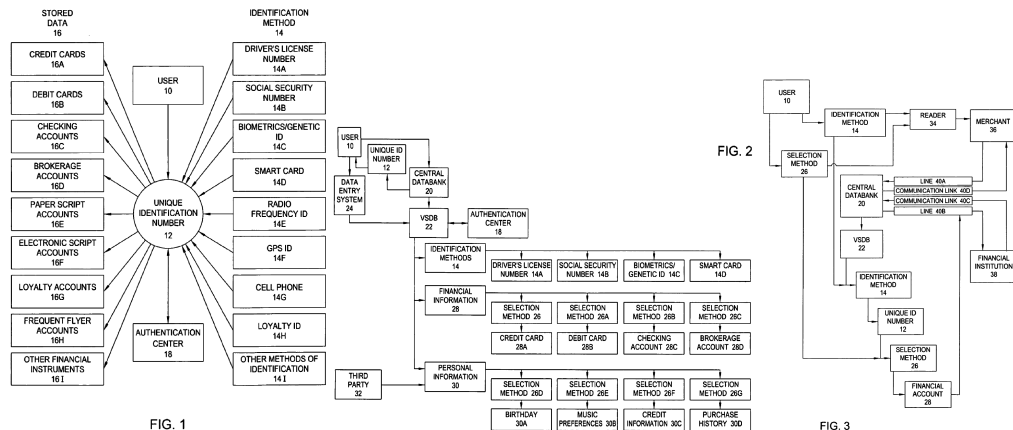 STORED
DATA
16
CREDIT CARDS
16A
DEBIT CARDS
16B
CHECKING
ACCOUNTS
16C
BROKERAGE
ACCOUNTS
16D
PAPER SCRIPT
ACCOUNTS
16E
ELECTRONIC SCRIPT
ACCOUNTS
16F
LOYALTY ACCOUNTS
16G
FREQUENT FLYER
ACCOUNTS
16H
OTHER FINANCIAL
INSTRUMENTS
16 I
USER
10
UNIQUE
IDENTIFICATION
NUMBER
12
AUTHENTICATION
CENTER
18
IDENTIFICATION
METHOD
14
DRIVER'S LICENSE
NUMBER
14A
SOCIAL SECURITY
NUMBER
14B
BIOMETRICS/GENETIC
ID
14C
SMART CARD
14D
RADIO
FREQUENCY ID
14E
GPS ID
14F
CELL PHONE
14G
LOYALTY ID
14H
OTHER METHODS OF
IDENTIFICATION
14 I
FIG. 1
USER
10
UNIQUE ID
NUMBER
12
DATA
ENTRY
SYSTEM
24
CENTRAL
DATABANK
20
VSDB
22
AUTHENTICATION
CENTER
18
IDENTIFICATION
METHODS
14
DRIVER'S LICENSE
NUMBER 14A
SOCIAL SECURITY
NUMBER 14B
BIOMETRICS/
GENETIC ID 14C
SMART CARD
14D
FINANCIAL
INFORMATION
28
SELECTION
METHOD 26
SELECTION
METHOD 26A
SELECTION
METHOD 26B
SELECTION
METHOD 26C
CREDIT CARD
28A
DEBIT CARD
28B
CHECKING
ACCOUNT 28C
BROKERAGE
ACCOUNT 28D
THIRD
PARTY
32
PERSONAL
INFORMATION
30
SELECTION
METHOD 26D
SELECTION
METHOD 26E
SELECTION
METHOD 26F
SELECTION
METHOD 26G
BIRTHDAY
30A
MUSIC
PREFERENCES 30B
CREDIT
INFORMATION 30C
PURCHASE
HISTORY 30D
FIG. 2
USER
10
IDENTIFICATION
METHOD
14
READER
34
MERCHANT
36
SELECTION
METHOD
26
CENTRAL
DATABANK
20
LINE 40A
COMMUNICATION LINK 40D
COMMUNICATION LINK 40C
LINE 40B
VSDB
22
FINANCIAL
INSTITUTION
38
IDENTIFICATION
METHOD
14
UNIQUE ID
NUMBER
12
SELECTION
METHOD
26
FINANCIAL
ACCOUNT
28
FIG. 3